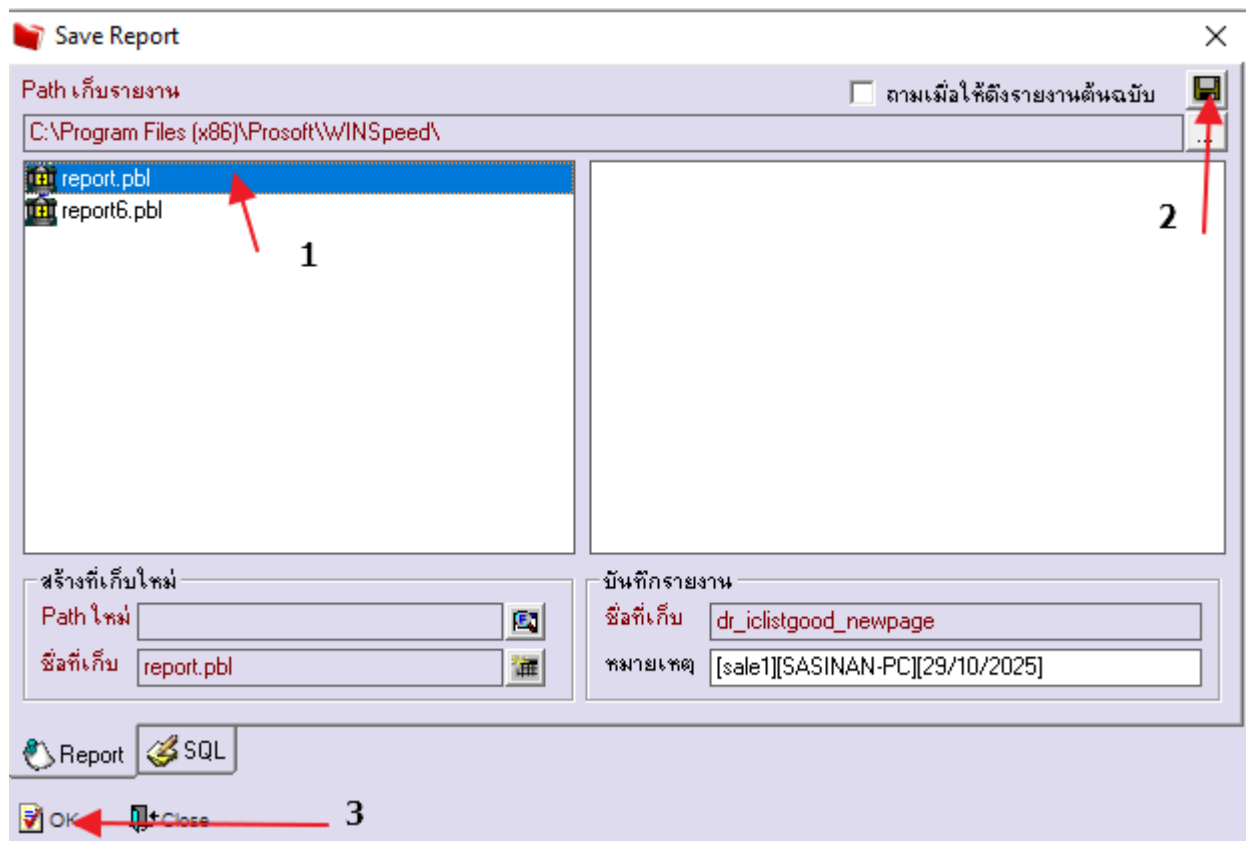 Save Report
Path เก็บรายงาน
ถามเมื่อให้ดึงรายงานต้นฉบับ
C:\Program Files (x86)\Prosoft\WINSpeed\
...
report.pbl
report6.pbl
1
2
สร้างที่เก็บใหม่
Path ใหม่
ชื่อที่เก็บ report.pbl
บันทึกรายงาน
ชื่อที่เก็บ dr_iclistgood_newpage
หมายเหตุ [sale1][SASINAN-PC][29/10/2025]
Report SQL
OK Close 3